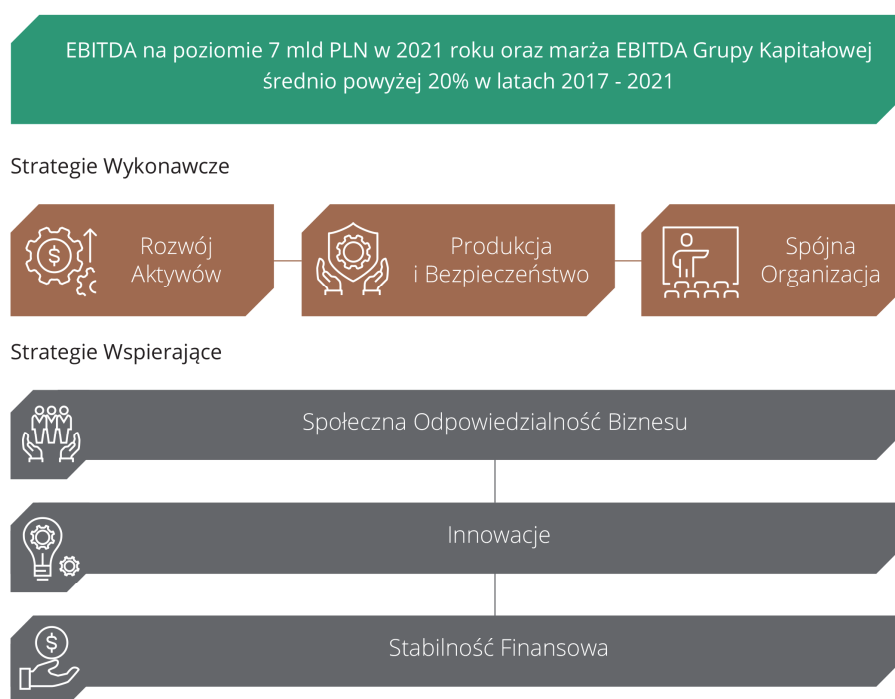 EBITDA na poziomie 7 mld PLN w 2021 roku oraz marża EBITDA Grupy Kapitałowej
średnio powyżej 20% w latach 2017 - 2021
Strategie Wykonawcze
Rozwój
Aktywów
Produkcja
i Bezpieczeństwo
Spójna
Organizacja
Strategie Wspierające
Społeczna Odpowiedzialność Biznesu
Innowacje
Stabilność Finansowa